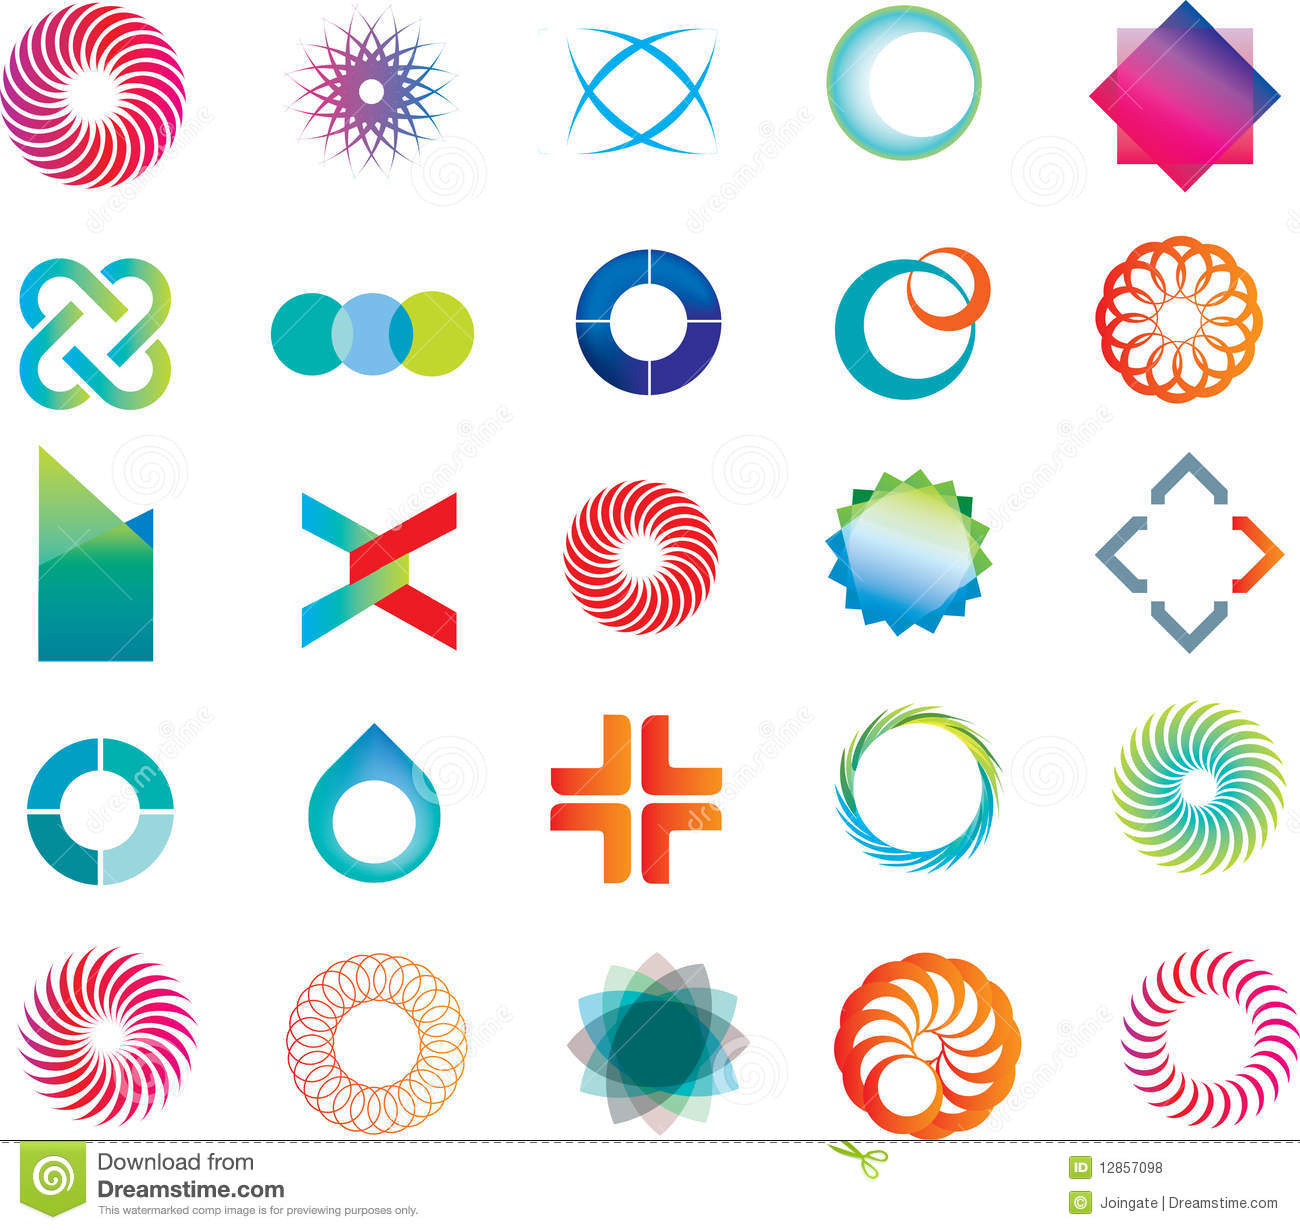 Download from
Dreamstime.com
This watermarked comp image is for previewing purposes only.
ID 12857098
© Joingate | Dreamstime.com